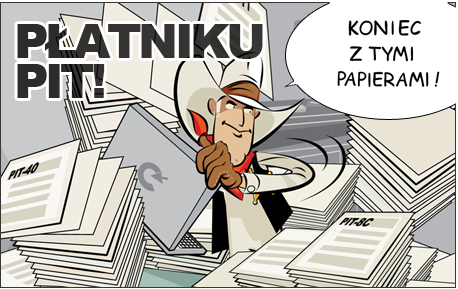 PŁATNIKU
PIT!
KONIEC
Z TYMI
PAPIERAMI!
PIT-40
PIT-8C